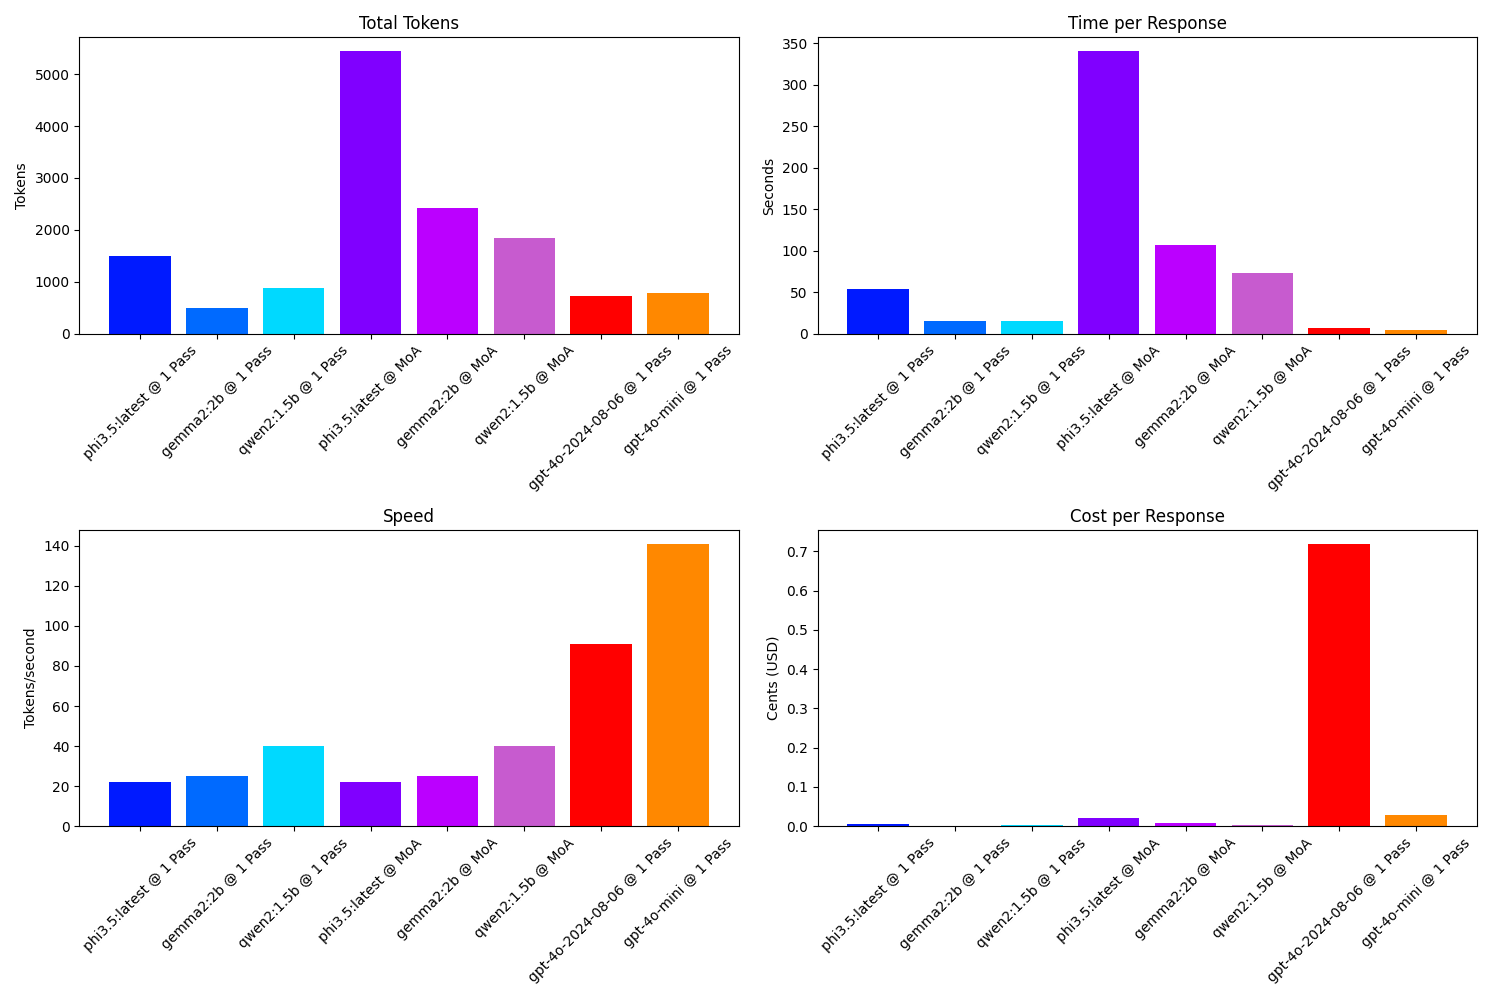 Total Tokens
Tokens
5000
4000
3000
2000
1000
0
phi3.5:latest @ 1 Pass
gemma2:2b @ 1 Pass
qwen2:1.5b @ 1 Pass
phi3.5:latest @ MoA
gemma2:2b @ MoA
qwen2:1.5b @ MoA
gpt-4o-2024-08-06 @ 1 Pass
gpt-4o-mini @ 1 Pass
Time per Response
Seconds
350
300
250
200
150
100
50
0
phi3.5:latest @ 1 Pass
gemma2:2b @ 1 Pass
qwen2:1.5b @ 1 Pass
phi3.5:latest @ MoA
gemma2:2b @ MoA
qwen2:1.5b @ MoA
gpt-4o-2024-08-06 @ 1 Pass
gpt-4o-mini @ 1 Pass
Speed
Tokens/second
140
120
100
80
60
40
20
0
phi3.5:latest @ 1 Pass
gemma2:2b @ 1 Pass
qwen2:1.5b @ 1 Pass
phi3.5:latest @ MoA
gemma2:2b @ MoA
qwen2:1.5b @ MoA
gpt-4o-2024-08-06 @ 1 Pass
gpt-4o-mini @ 1 Pass
Cost per Response
Cents (USD)
0.7
0.6
0.5
0.4
0.3
0.2
0.1
0.0
phi3.5:latest @ 1 Pass
gemma2:2b @ 1 Pass
qwen2:1.5b @ 1 Pass
phi3.5:latest @ MoA
gemma2:2b @ MoA
qwen2:1.5b @ MoA
gpt-4o-2024-08-06 @ 1 Pass
gpt-4o-mini @ 1 Pass